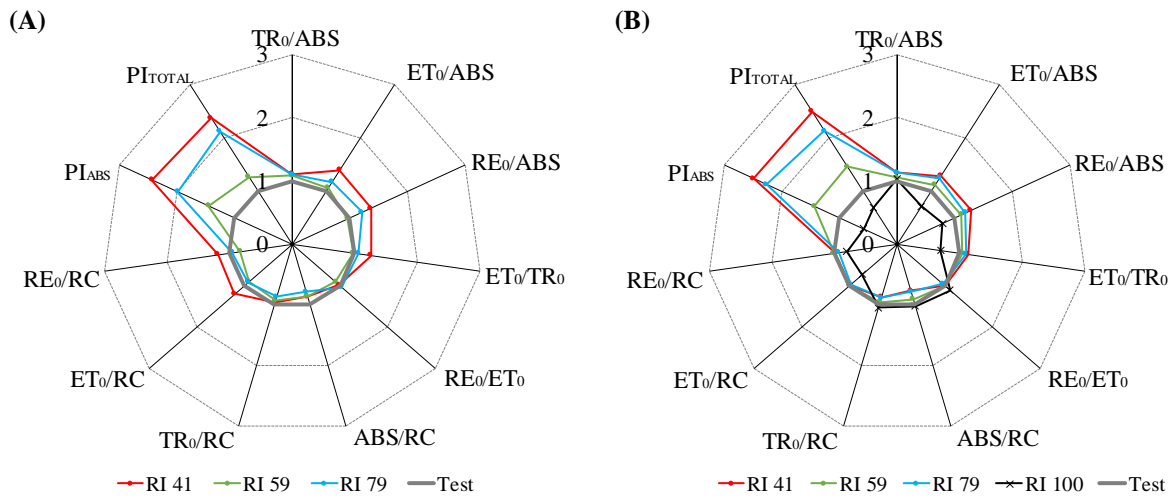 (A)
TR₀/ABS
ET₀/ABS
RE₀/ABS
ET₀/TR₀
RE₀/ET₀
ABS/RC
TR₀/RC
ET₀/RC
RE₀/RC
PIABS
PITOTAL
3
2
1
0
RI 41 RI 59 RI 79 Test
(B)
TR₀/ABS
ET₀/ABS
RE₀/ABS
ET₀/TR₀
RE₀/ET₀
ABS/RC
TR₀/RC
ET₀/RC
RE₀/RC
PIABS
PITOTAL
3
2
1
0
RI 41 RI 59 RI 79 RI 100 Test